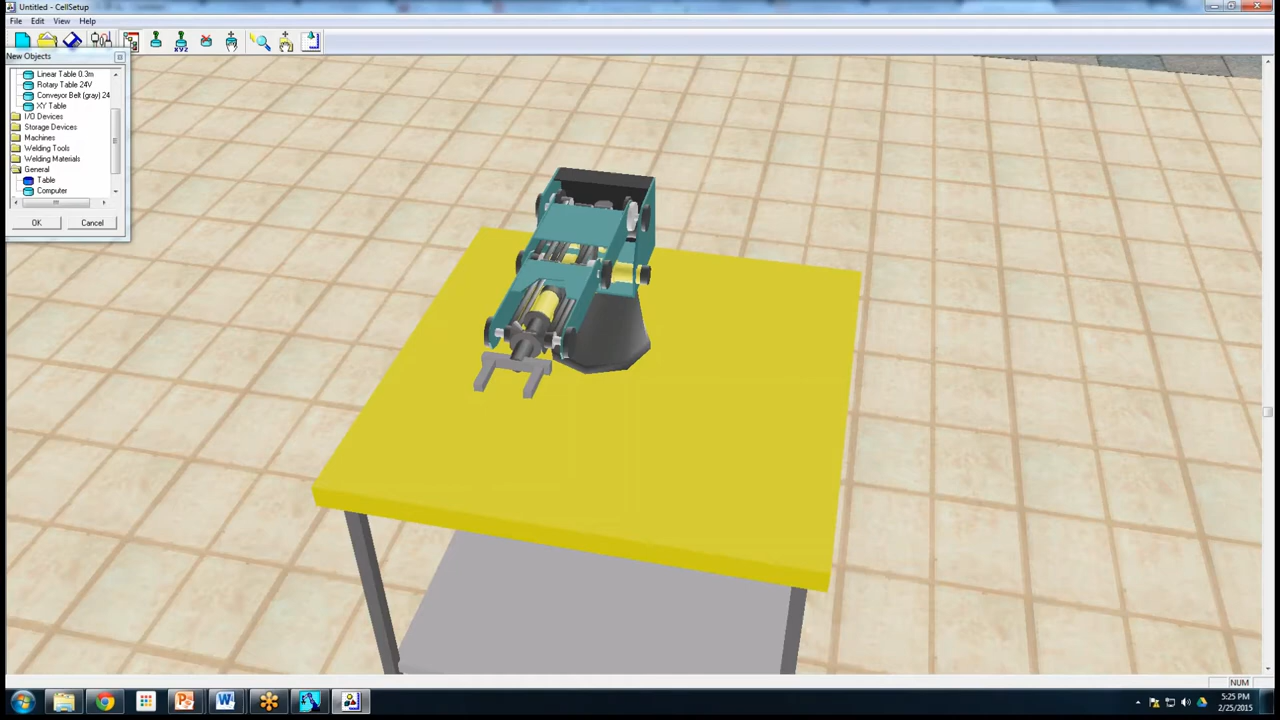 Untitled - CellSetup
File Edit View Help
XYZ
New Objects
Linear Table 0.3m
Rotary Table 24V
Conveyor Belt (gray) 24
XY Table
I/O Devices
Storage Devices
Machines
Welding Tools
Welding Materials
General
Table
Computer
OK Cancel
NUM
5:25 PM
2/25/2015